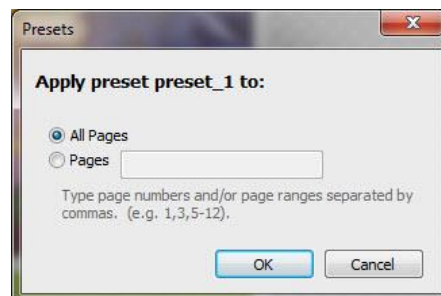 Presets
Apply preset preset_1 to:
All Pages
Pages
Type page numbers and/or page ranges separated by
commas. (e.g. 1,3,5-12).
OK Cancel